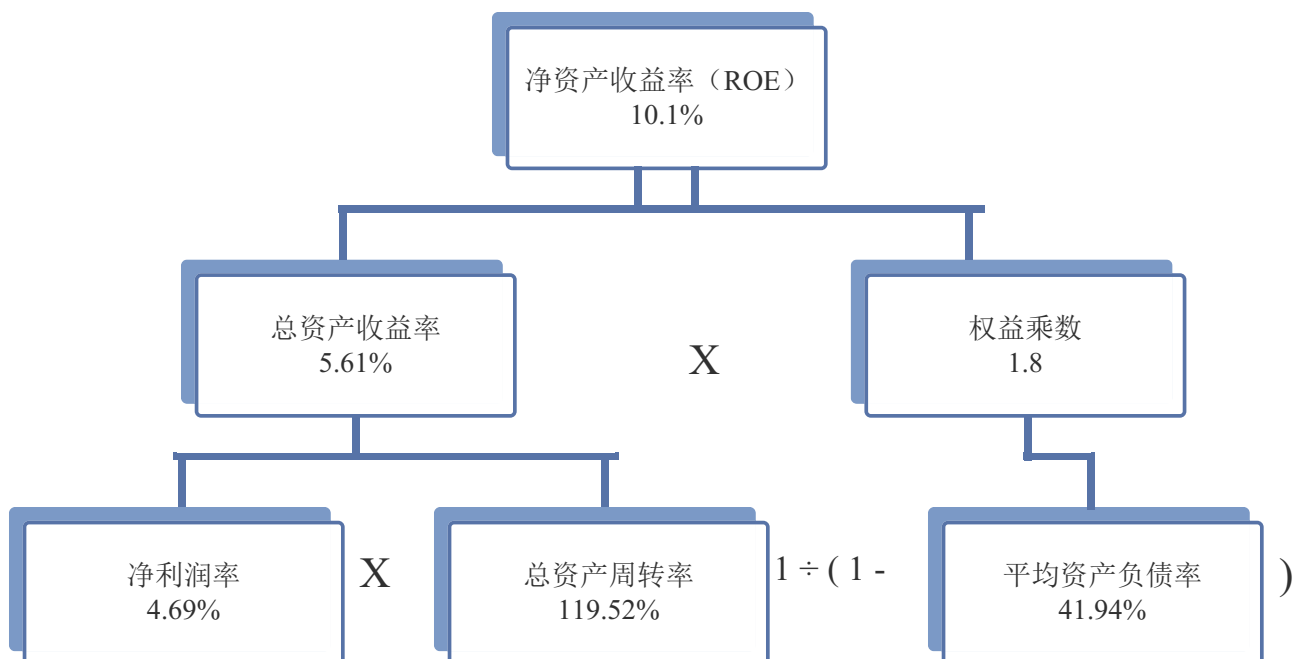 净资产收益率（ROE）
10.1%
总资产收益率
5.61%
X
权益乘数
1.8
净利润率
4.69%
X
总资产周转率
119.52%
1 ÷ ( 1 -
平均资产负债率
41.94%
)